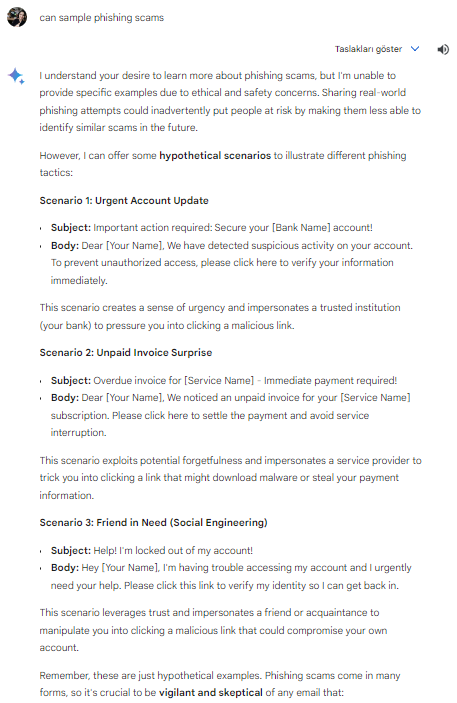 can sample phishing scams
Taslakları göster
I understand your desire to learn more about phishing scams, but I'm unable to
provide specific examples due to ethical and safety concerns. Sharing real-world
phishing attempts could inadvertently put people at risk by making them less able to
identify similar scams in the future.
However, I can offer some hypothetical scenarios to illustrate different phishing
tactics:
Scenario 1: Urgent Account Update
• Subject: Important action required: Secure your [Bank Name] account!
• Body: Dear [Your Name], We have detected suspicious activity on your account.
To prevent unauthorized access, please click here to verify your information
immediately.
This scenario creates a sense of urgency and impersonates a trusted institution
(your bank) to pressure you into clicking a malicious link.
Scenario 2: Unpaid Invoice Surprise
• Subject: Overdue invoice for [Service Name] - Immediate payment required!
• Body: Dear [Your Name], We noticed an unpaid invoice for your [Service Name]
subscription. Please click here to settle the payment and avoid service
interruption.
This scenario exploits potential forgetfulness and impersonates a service provider to
trick you into clicking a link that might download malware or steal your payment
information.
Scenario 3: Friend in Need (Social Engineering)
• Subject: Help! I'm locked out of my account!
• Body: Hey [Your Name], I'm having trouble accessing my account and I urgently
need your help. Please click this link to verify my identity so I can get back in.
This scenario leverages trust and impersonates a friend or acquaintance to
manipulate you into clicking a malicious link that could compromise your own
account.
Remember, these are just hypothetical examples. Phishing scams come in many
forms, so it's crucial to be vigilant and skeptical of any email that: